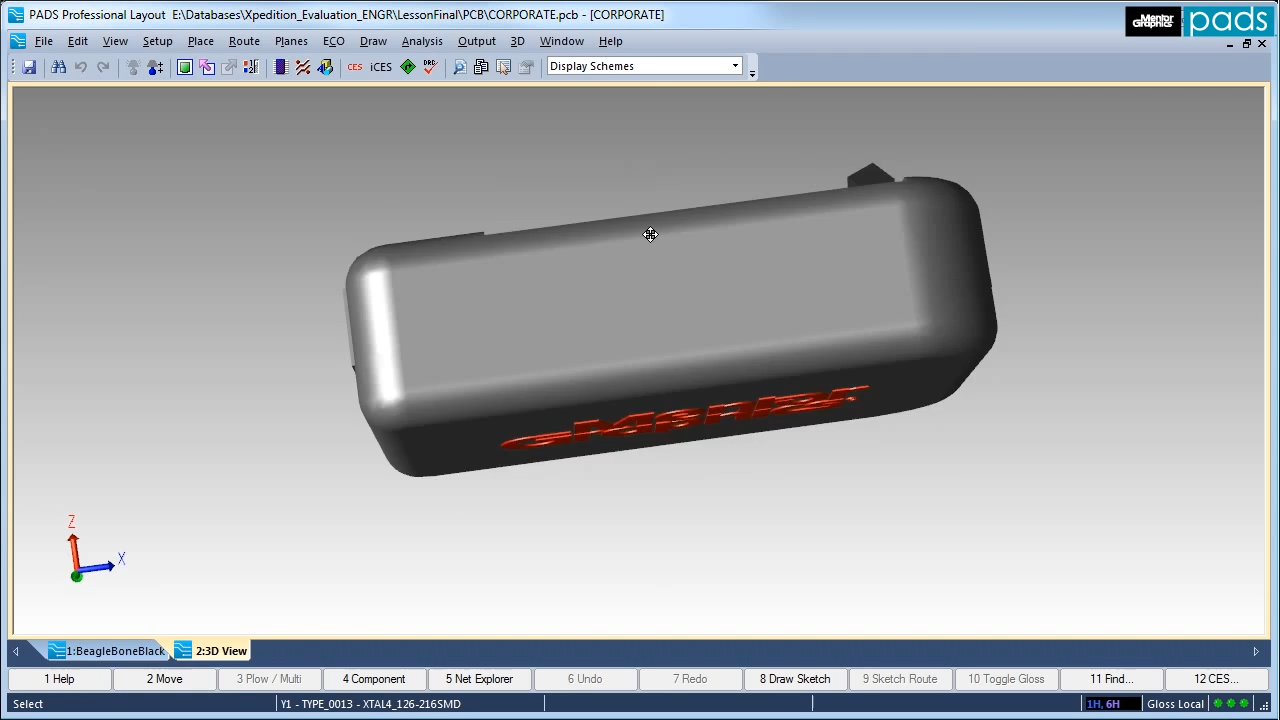 PADS Professional Layout E:\Databases\Xpedition_Evaluation_ENGR\LessonFinal\PCB\CORPORATE.pcb - [CORPORATE]
Mentor Graphics pads
File Edit View Setup Place Route Planes ECO Draw Analysis Output 3D Window Help
CES iCES DRC Display Schemes
Mentor
Z
X
1:BeagleBoneBlack 2:3D View
1 Help 2 Move 3 Plow / Multi 4 Component 5 Net Explorer 6 Undo 7 Redo 8 Draw Sketch 9 Sketch Route 10 Toggle Gloss 11 Find... 12 CES...
Select Y1 - TYPE_0013 - XTAL4_126-216SMD 1H, 6H Gloss Local